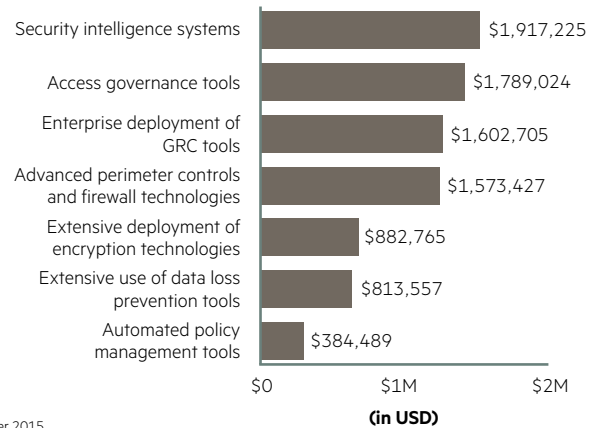 Security intelligence systems
$1,917,225
Access governance tools
$1,789,024
Enterprise deployment of
GRC tools
$1,602,705
Advanced perimeter controls
and firewall technologies
$1,573,427
Extensive deployment of
encryption technologies
$882,765
Extensive use of data loss
prevention tools
$813,557
Automated policy
management tools
$384,489
$0 $1M $2M
(in USD)
2015